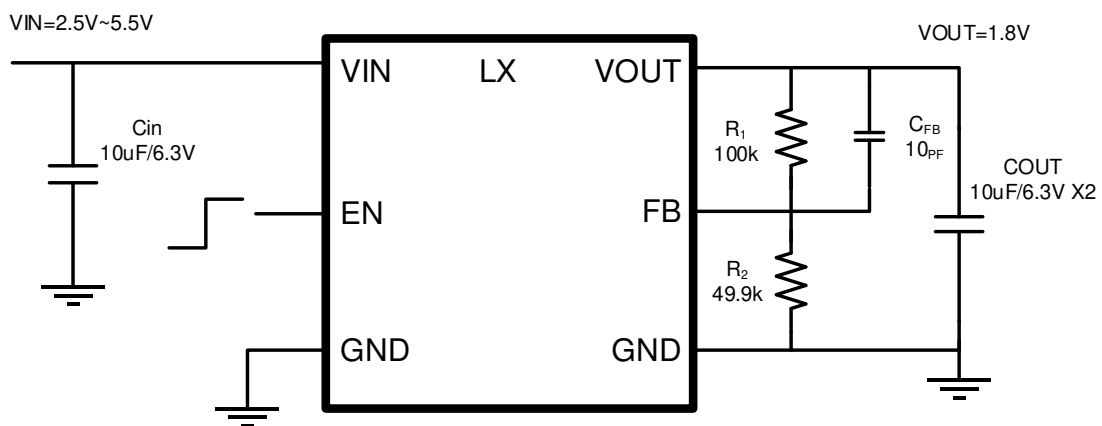 VIN=2.5V~5.5V
VOUT=1.8V
VIN
LX
VOUT
Cin
10uF/6.3V
R1
100k
CFB
10PF
COUT
10uF/6.3V X2
EN
FB
R2
49.9k
GND
GND